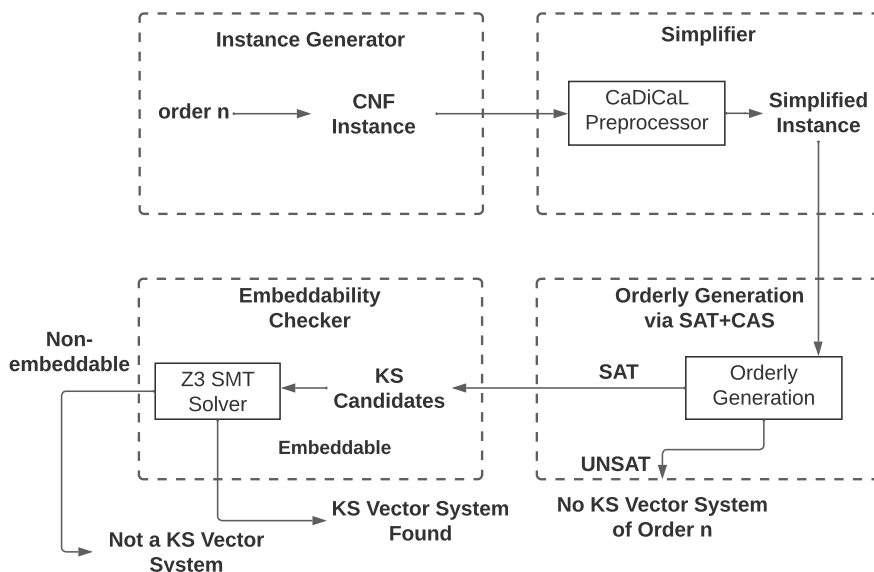 Instance Generator
order n
CNF
Instance
Simplifier
CaDiCaL
Preprocessor
Simplified
Instance
Non-
embeddable
Embeddability
Checker
Z3 SMT
Solver
KS
Candidates
Embeddable
Orderly Generation
via SAT+CAS
SAT
Orderly
Generation
UNSAT
Not a KS Vector
System
KS Vector System
Found
No KS Vector System
of Order n